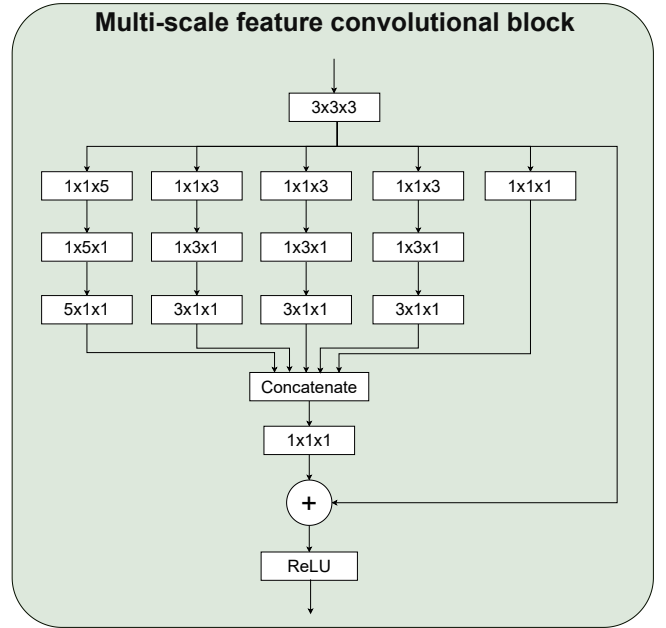 Multi-scale feature convolutional block
3x3x3
1x1x5 1x1x3 1x1x3 1x1x3 1x1x1
1x5x1 1x3x1 1x3x1 1x3x1
5x1x1 3x1x1 3x1x1 3x1x1
Concatenate
1x1x1
+
ReLU